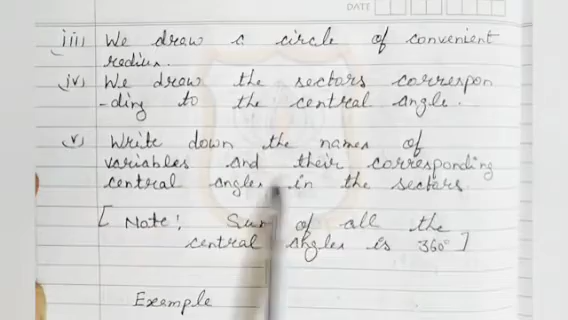 DATE
iii) We draw a circle of convenient
radius.
iv) We draw the sectors correspon
-ding to the central angle.
v) Write down the names of
variables and their corresponding
central angles in the sectors.
[ Note! Sum of all the
central angles is 360° ]
Example